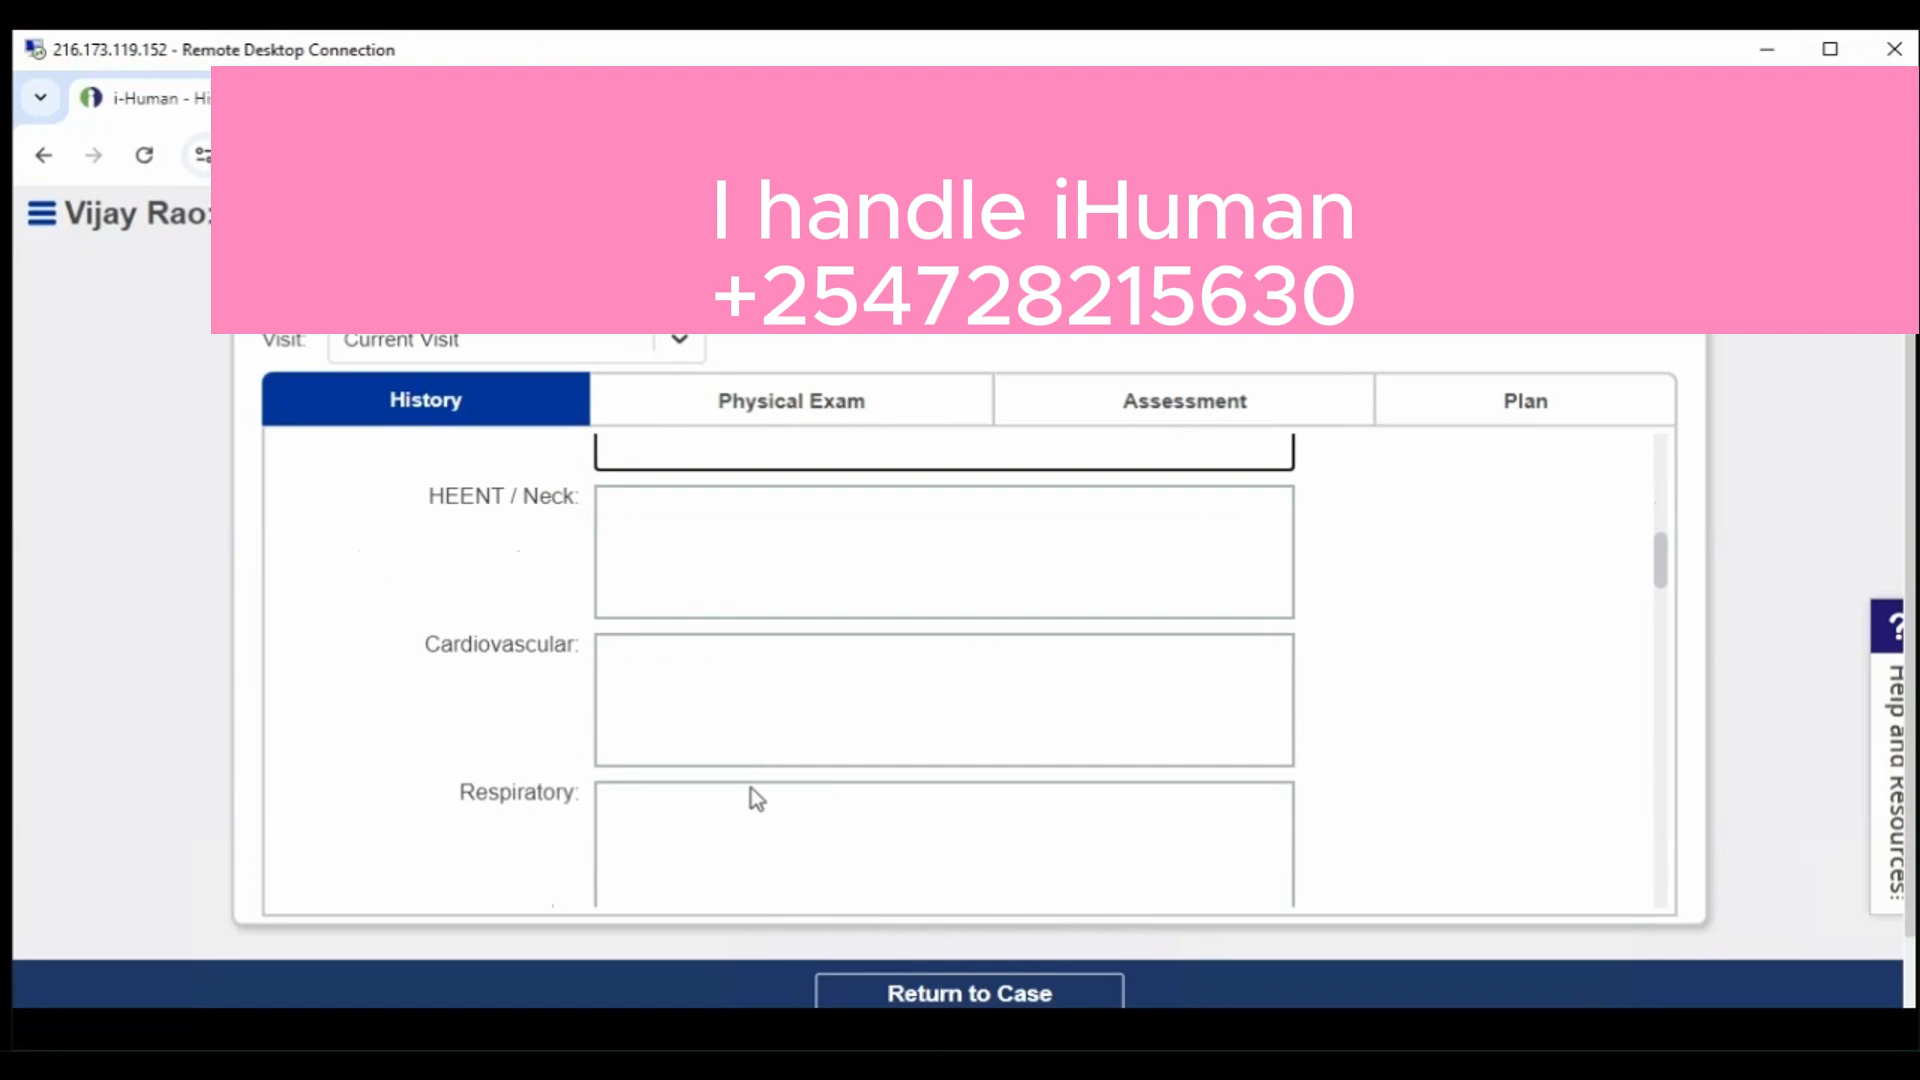 216.173.119.152 - Remote Desktop Connection
i-Human - Hi
Vijay Rao:
I handle iHuman
+254728215630
Visit: Current Visit
History Physical Exam Assessment Plan
HEENT / Neck:
Cardiovascular:
Respiratory:
?
Help and Resources:
Return to Case